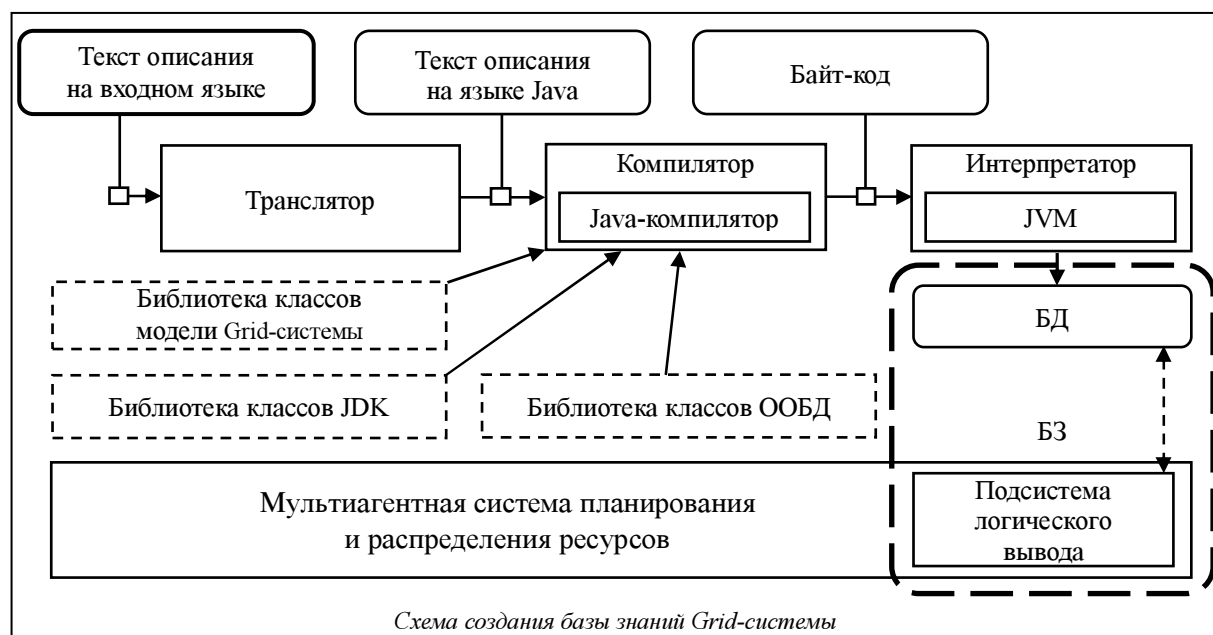 Текст описания
на входном языке
Текст описания
на языке Java
Байт-код
Транслятор
Компилятор
Java-компилятор
Интерпретатор
JVM
Библиотека классов
модели Grid-системы
БД
Библиотека классов JDK
Библиотека классов ООБД
БЗ
Мультиагентная система планирования
и распределения ресурсов
Подсистема
логического
вывода
Схема создания базы знаний Grid-системы